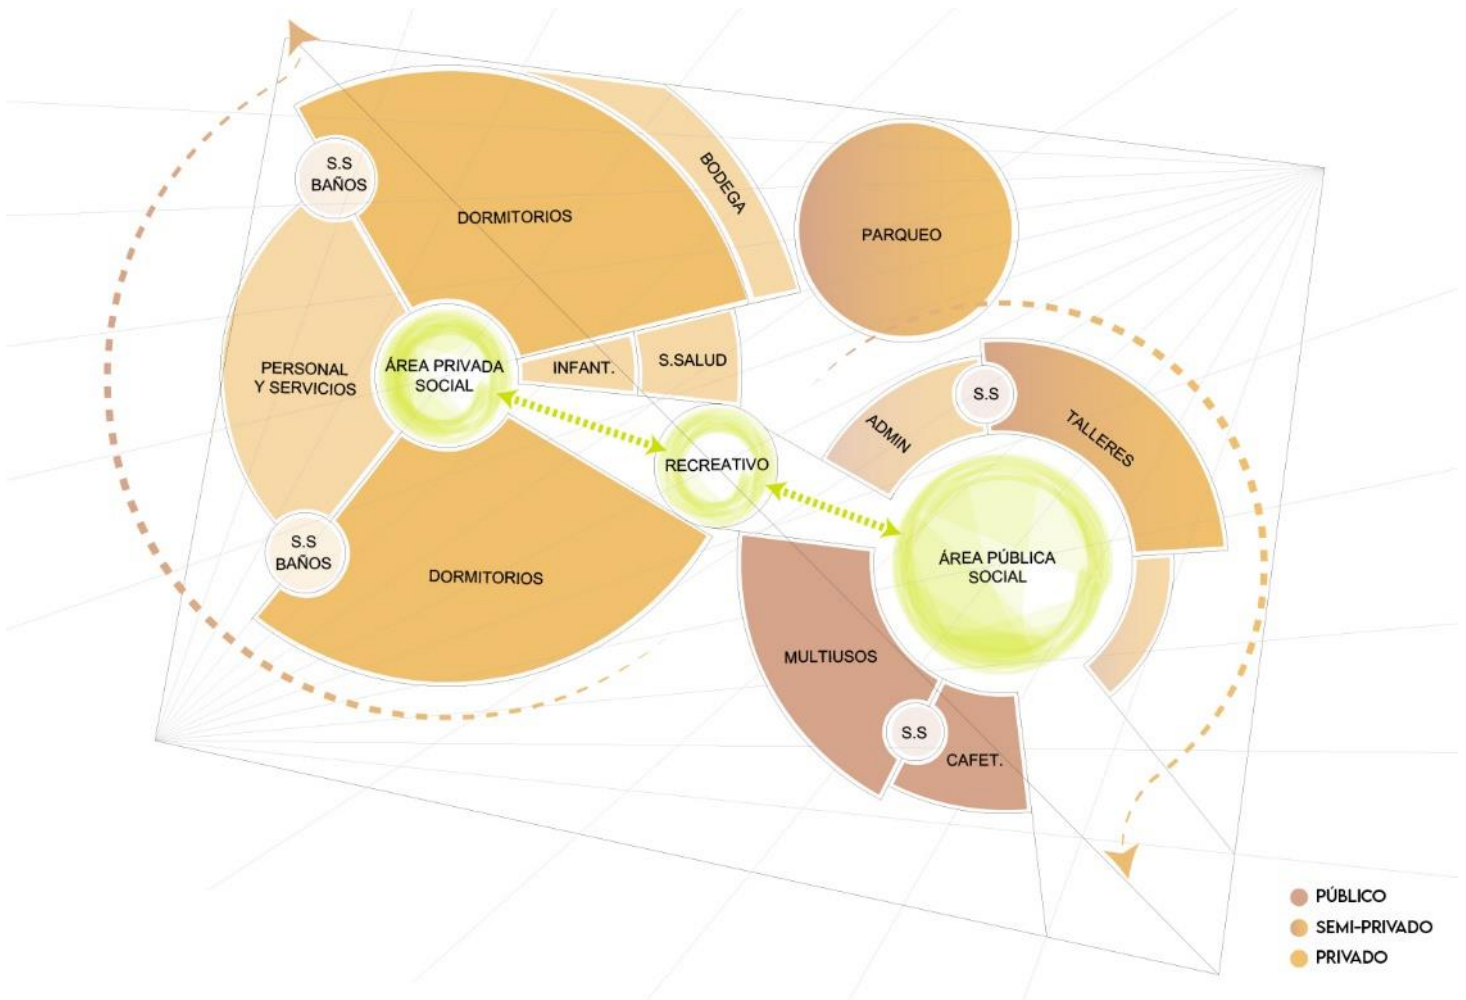 S.S
BAÑOS
DORMITORIOS
BODEGA
PARQUEO
PERSONAL
Y SERVICIOS
ÁREA PRIVADA
SOCIAL
INFANT.
S.SALUD
S.S
ADMIN
TALLERES
RECREATIVO
S.S
BAÑOS
DORMITORIOS
ÁREA PÚBLICA
SOCIAL
MULTIUSOS
S.S
CAFET.
PÚBLICO
SEMI-PRIVADO
PRIVADO